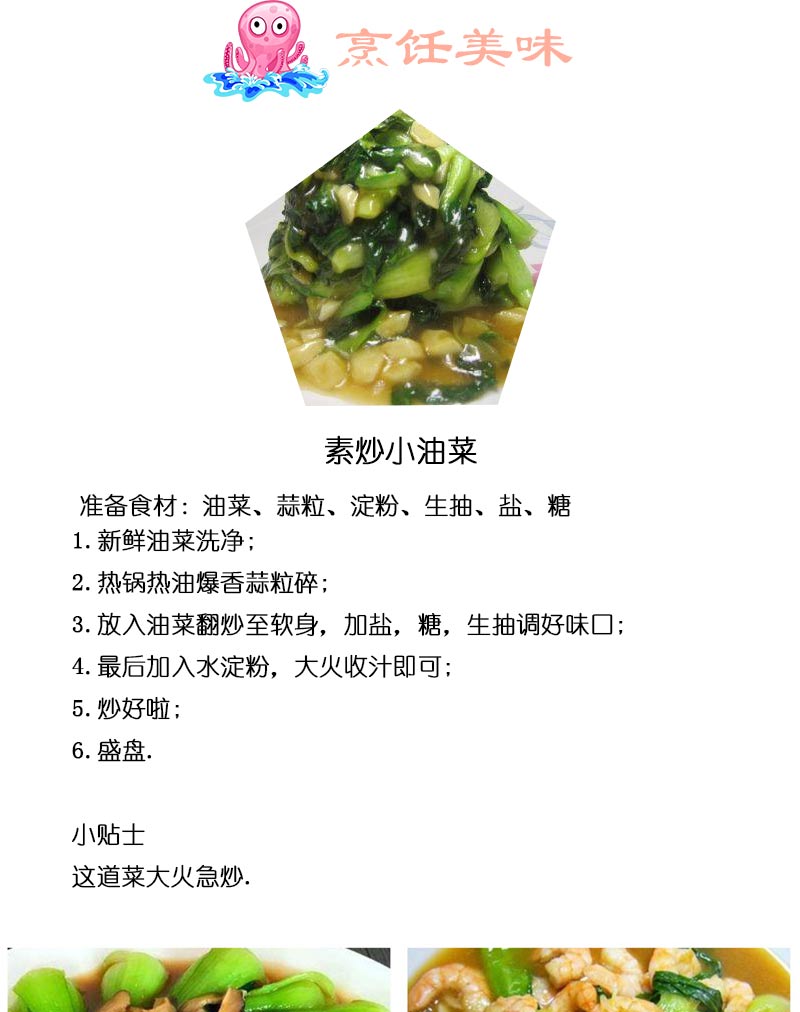 烹饪美味
素炒小油菜
准备食材：油菜、蒜粒、淀粉、生抽、盐、糖
1.新鲜油菜洗净；
2.热锅热油爆香蒜粒碎；
3.放入油菜翻炒至软身，加盐，糖，生抽调好味口；
4.最后加入水淀粉，大火收汁即可；
5.炒好啦；
6.盛盘.
小贴士
这道菜大火急炒.